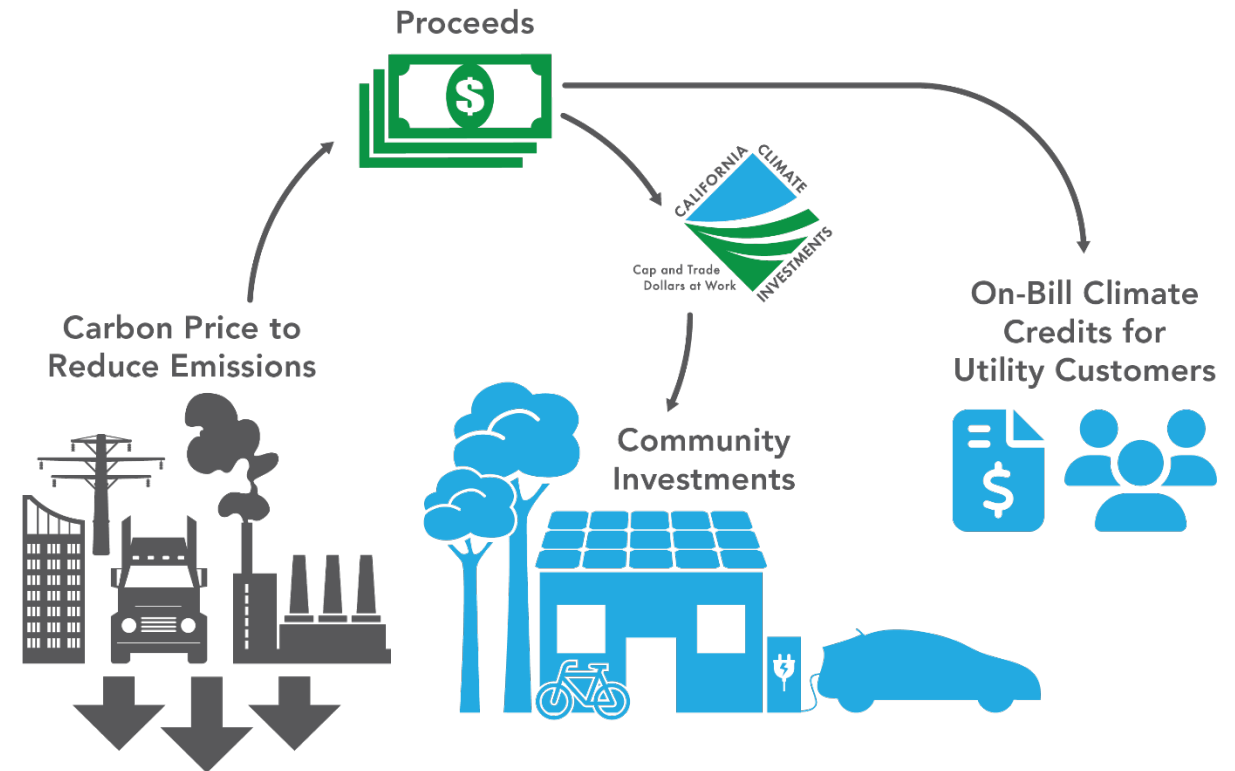 Proceeds
$
CALIFORNIA
CLIMATE
INVESTMENTS
Cap and Trade
Dollars at Work
Carbon Price to
Reduce Emissions
Community
Investments
On-Bill Climate
Credits for
Utility Customers
$